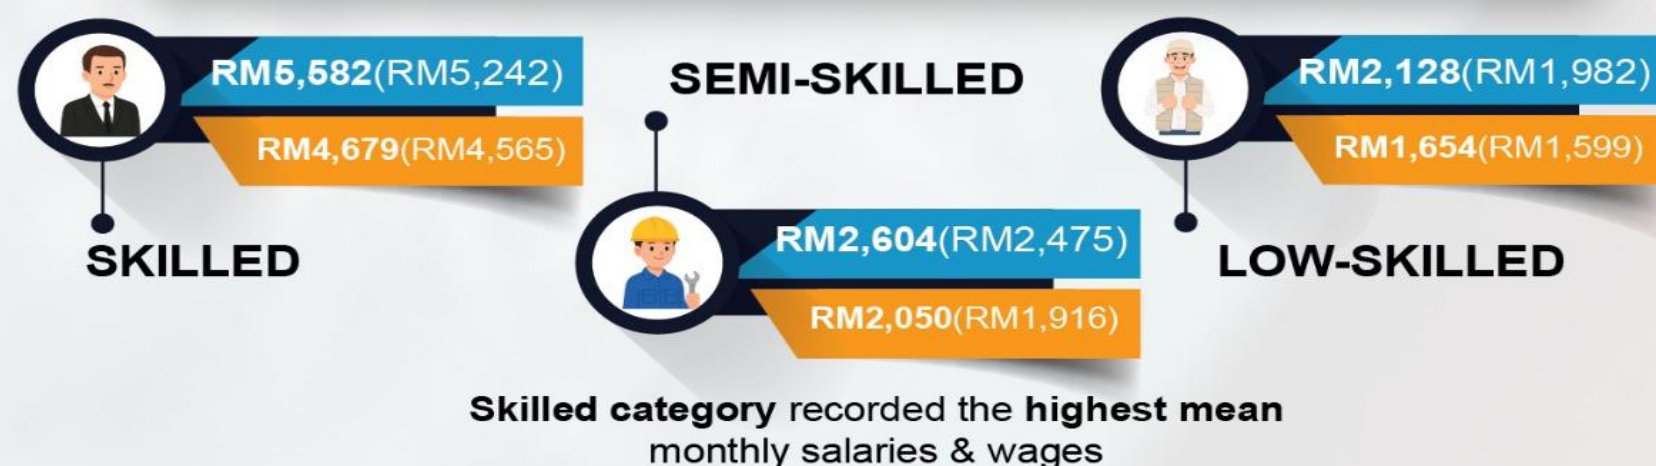 RM5,582(RM5,242)
RM4,679(RM4,565)
SKILLED
SEMI-SKILLED
RM2,604(RM2,475)
RM2,050(RM1,916)
RM2,128(RM1,982)
RM1,654(RM1,599)
LOW-SKILLED
Skilled category recorded the highest mean
monthly salaries & wages